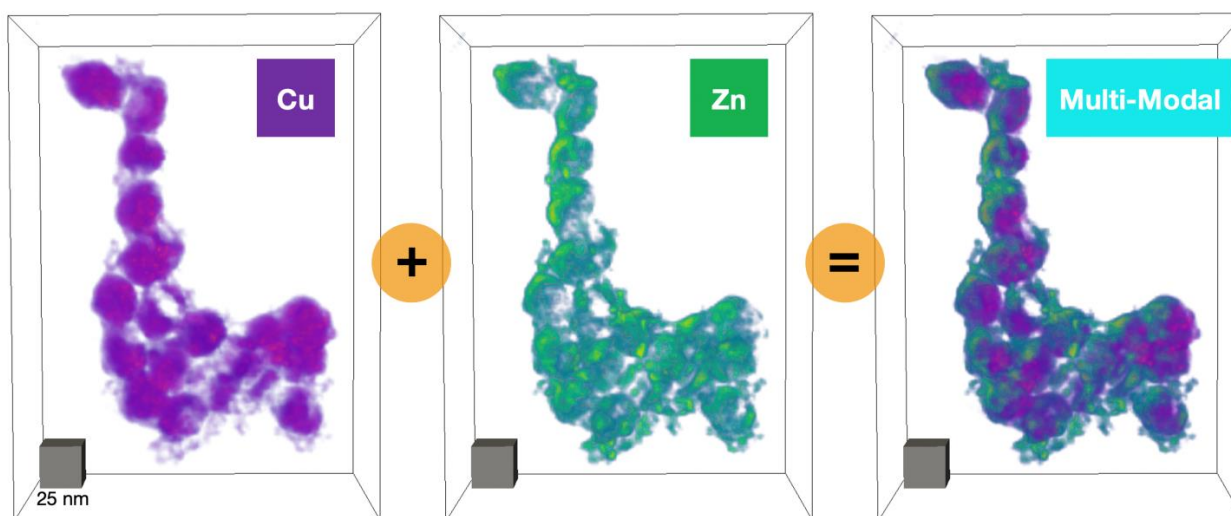 Cu
+
Zn
=
Multi-Modal
25 nm